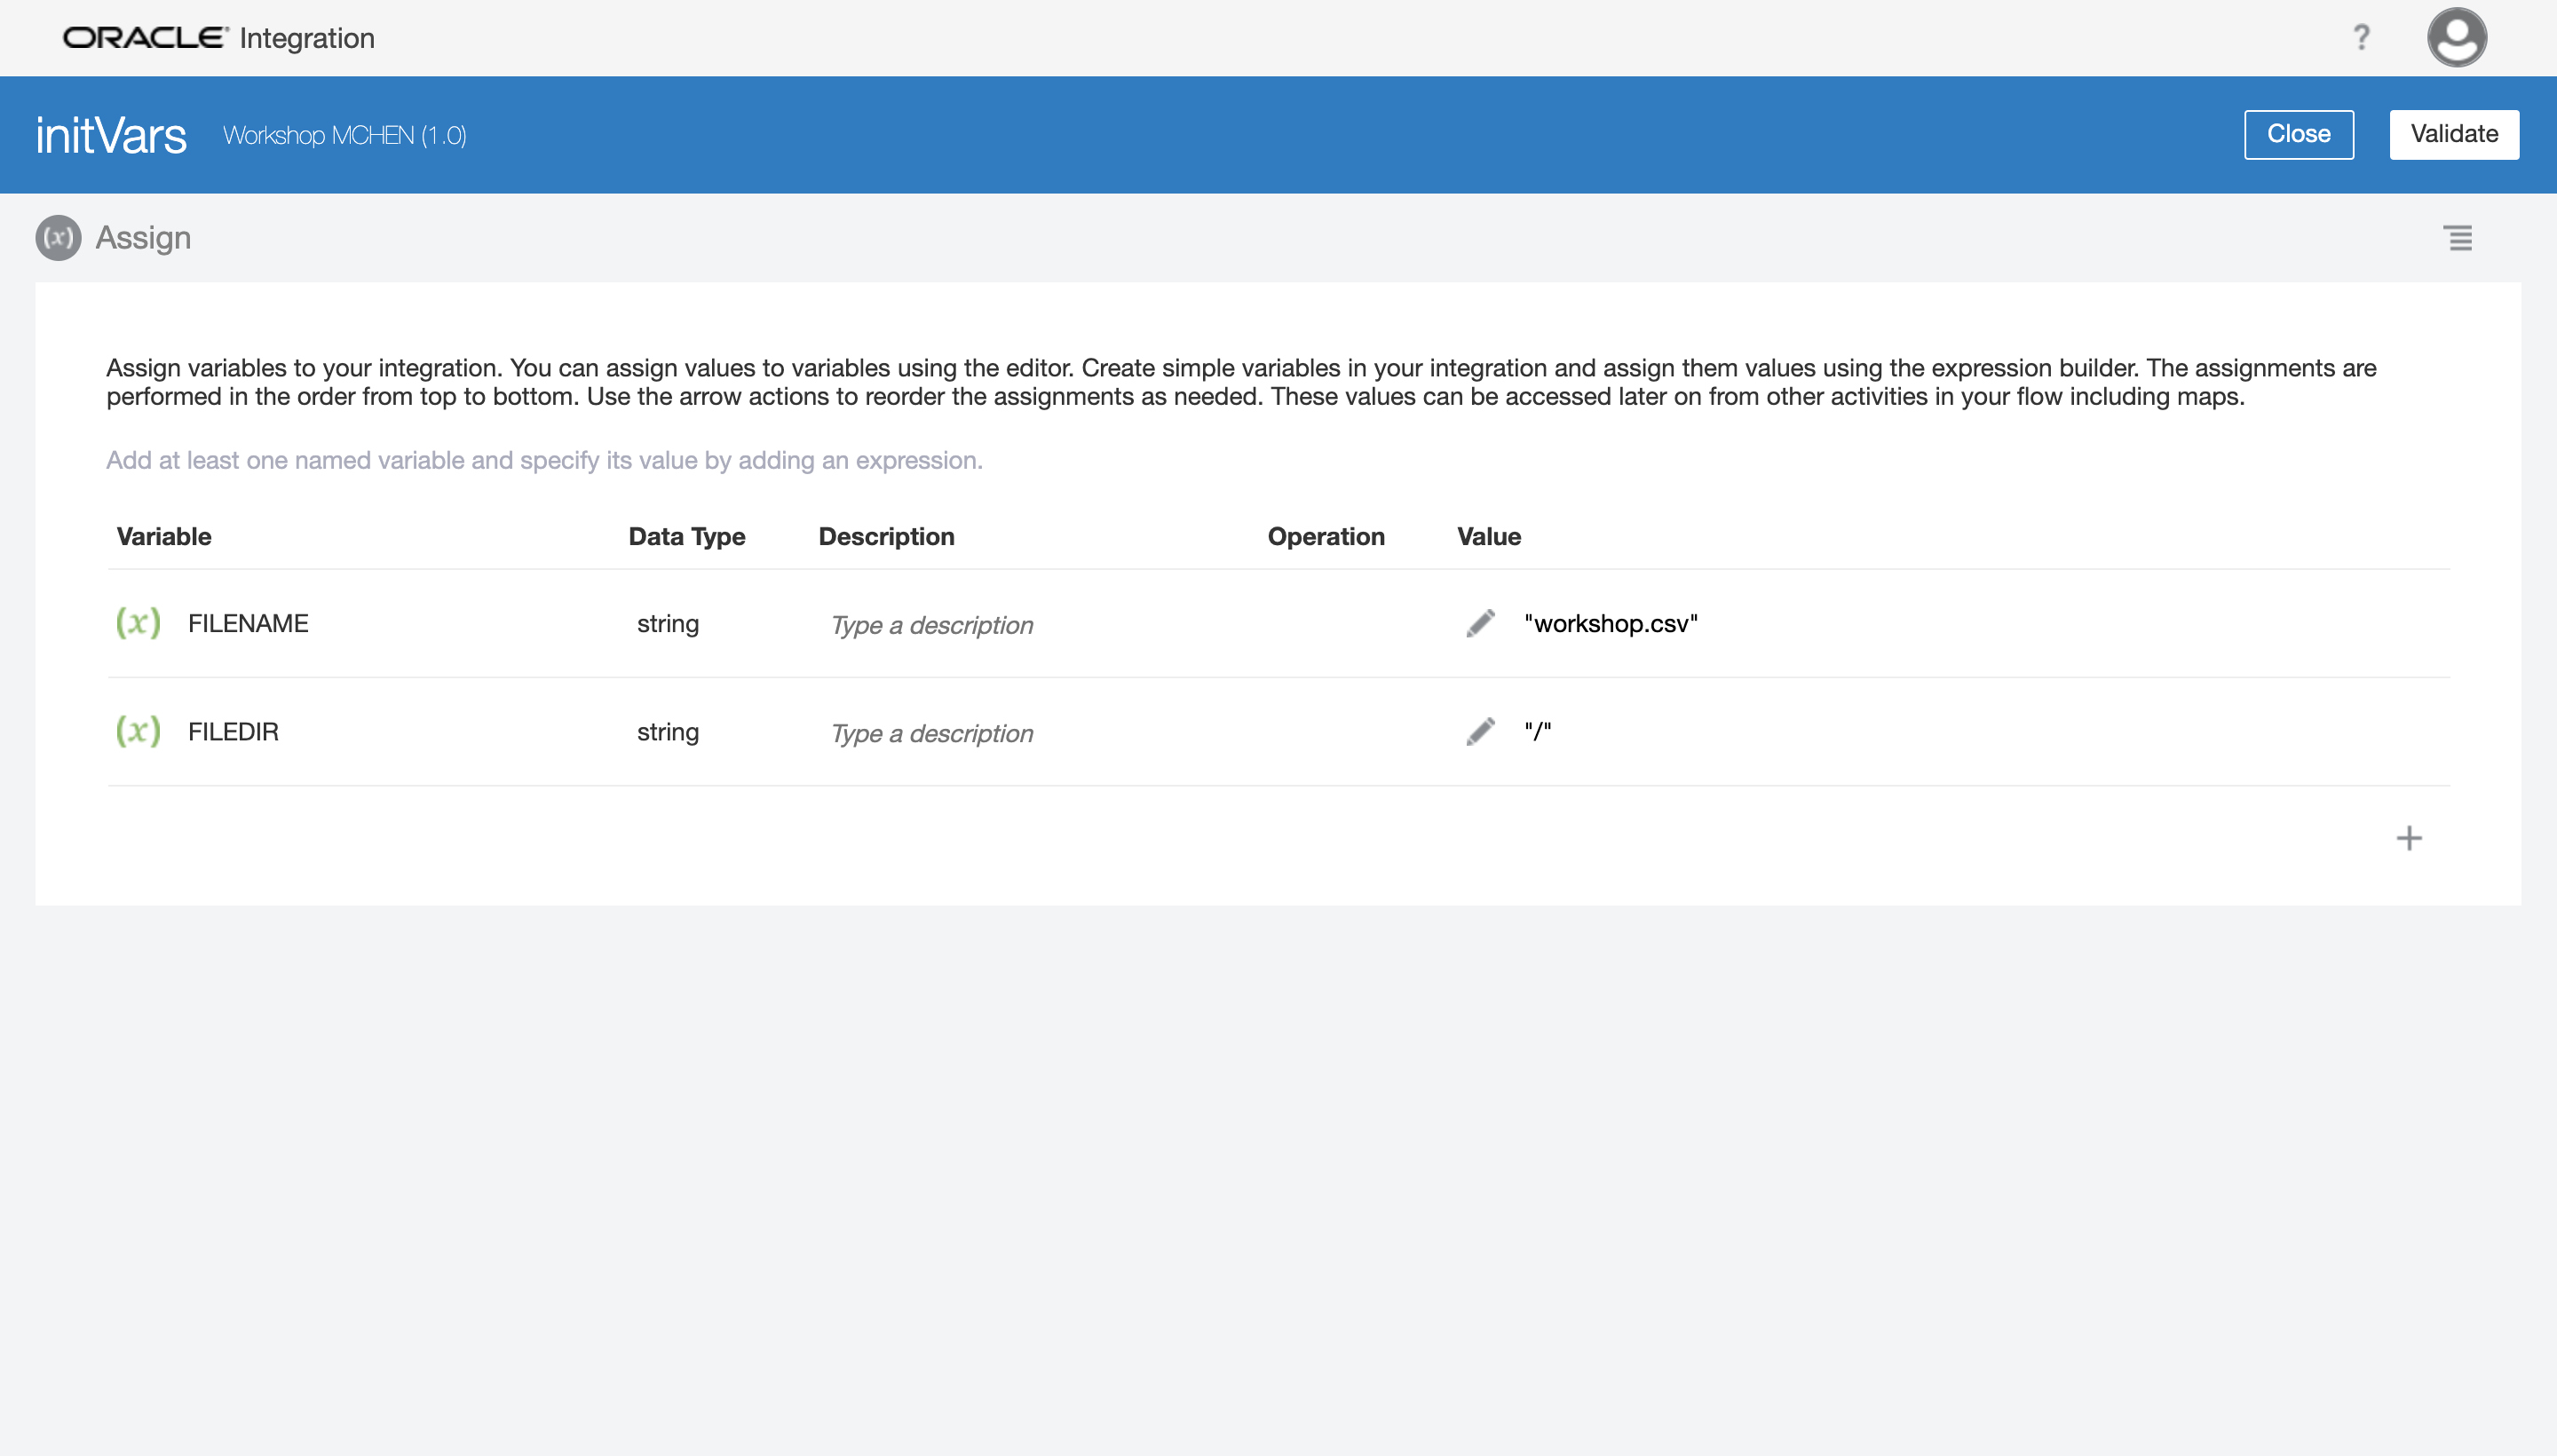 ORACLE Integration ?
initVars Workshop MCHEN (1.0) Close Validate
(x) Assign
Assign variables to your integration. You can assign values to variables using the editor. Create simple variables in your integration and assign them values using the expression builder. The assignments are
performed in the order from top to bottom. Use the arrow actions to reorder the assignments as needed. These values can be accessed later on from other activities in your flow including maps.
Add at least one named variable and specify its value by adding an expression.
Variable Data Type Description Operation Value
(x) FILENAME string Type a description "workshop.csv"
(x) FILEDIR string Type a description "/"
+